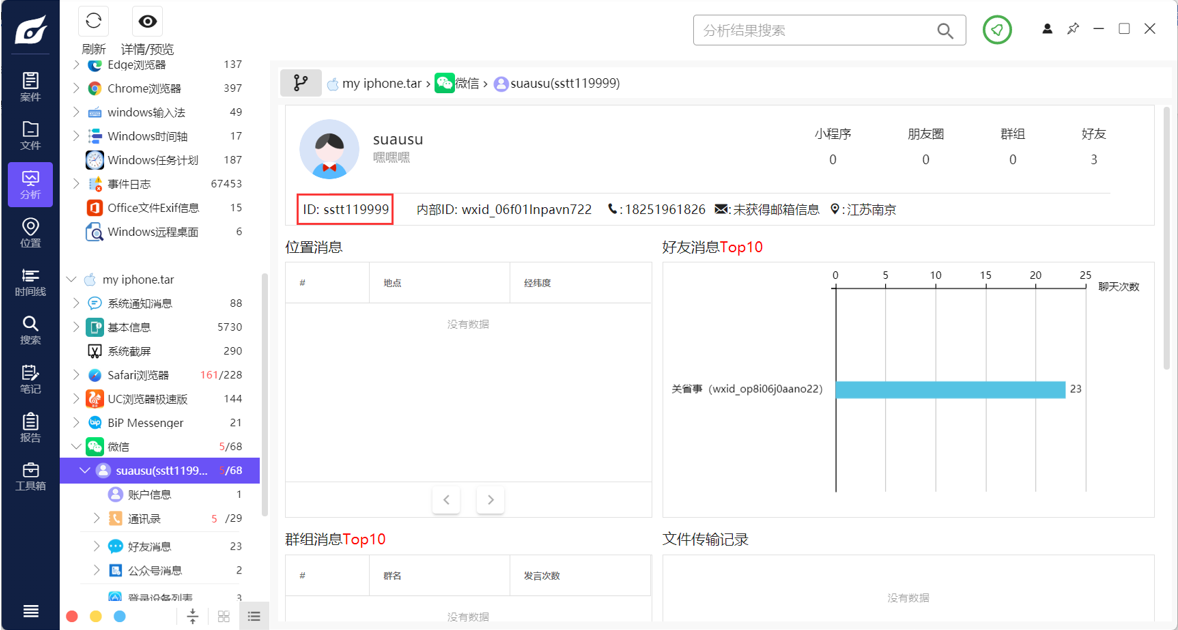 刷新
详情/预览
分析结果搜索
案件
文件
分析
位置
时间线
搜索
笔记
报告
工具箱
Edge浏览器 137
Chrome浏览器 397
windows输入法 49
Windows时间轴 17
Windows任务计划 187
事件日志 67453
Office文件Exif信息 15
Windows远程桌面 6
my iphone.tar
系统通知消息 88
基本信息 5730
系统截屏 290
Safari浏览器 161/228
UC浏览器极速版 144
BiP Messenger 21
微信 5/68
suausu(sstt1199... 5/68
账户信息 1
通讯录 5 /29
好友消息 23
公众号消息 2
登录设备列表 3
my iphone.tar › 微信 › suausu(sstt119999)
suausu
嘿嘿嘿
小程序 朋友圈 群组 好友
0 0 0 3
ID: sstt119999 内部ID: wxid_06f01lnpavn722 : 18251961826 : 未获得邮箱信息 : 江苏南京
位置消息
# 地点 经纬度
没有数据
好友消息Top10
0 5 10 15 20 25
聊天次数
关省事（wxid_op8i06j0aano22） 23
群组消息Top10
# 群名 发言次数
没有数据
文件传输记录
没有数据